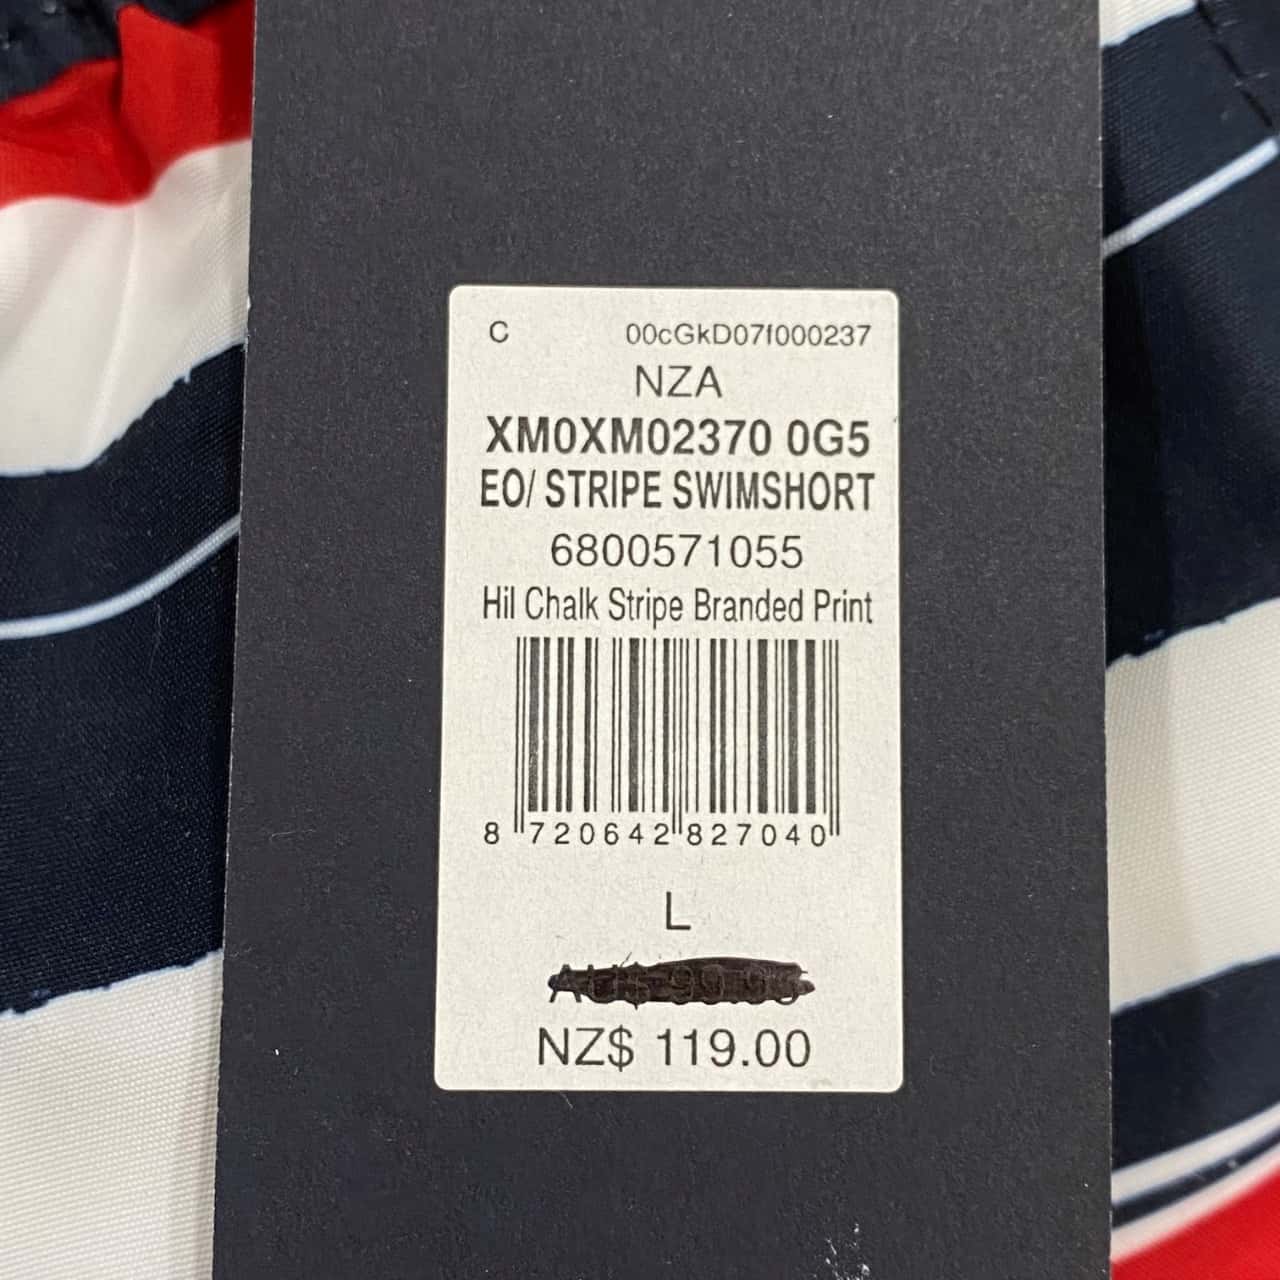 C 00cGkD07f000237
NZA
XM0XM02370 0G5
EO/ STRIPE SWIMSHORT
6800571055
Hil Chalk Stripe Branded Print
8 720642 827040
L
NZ$ 119.00